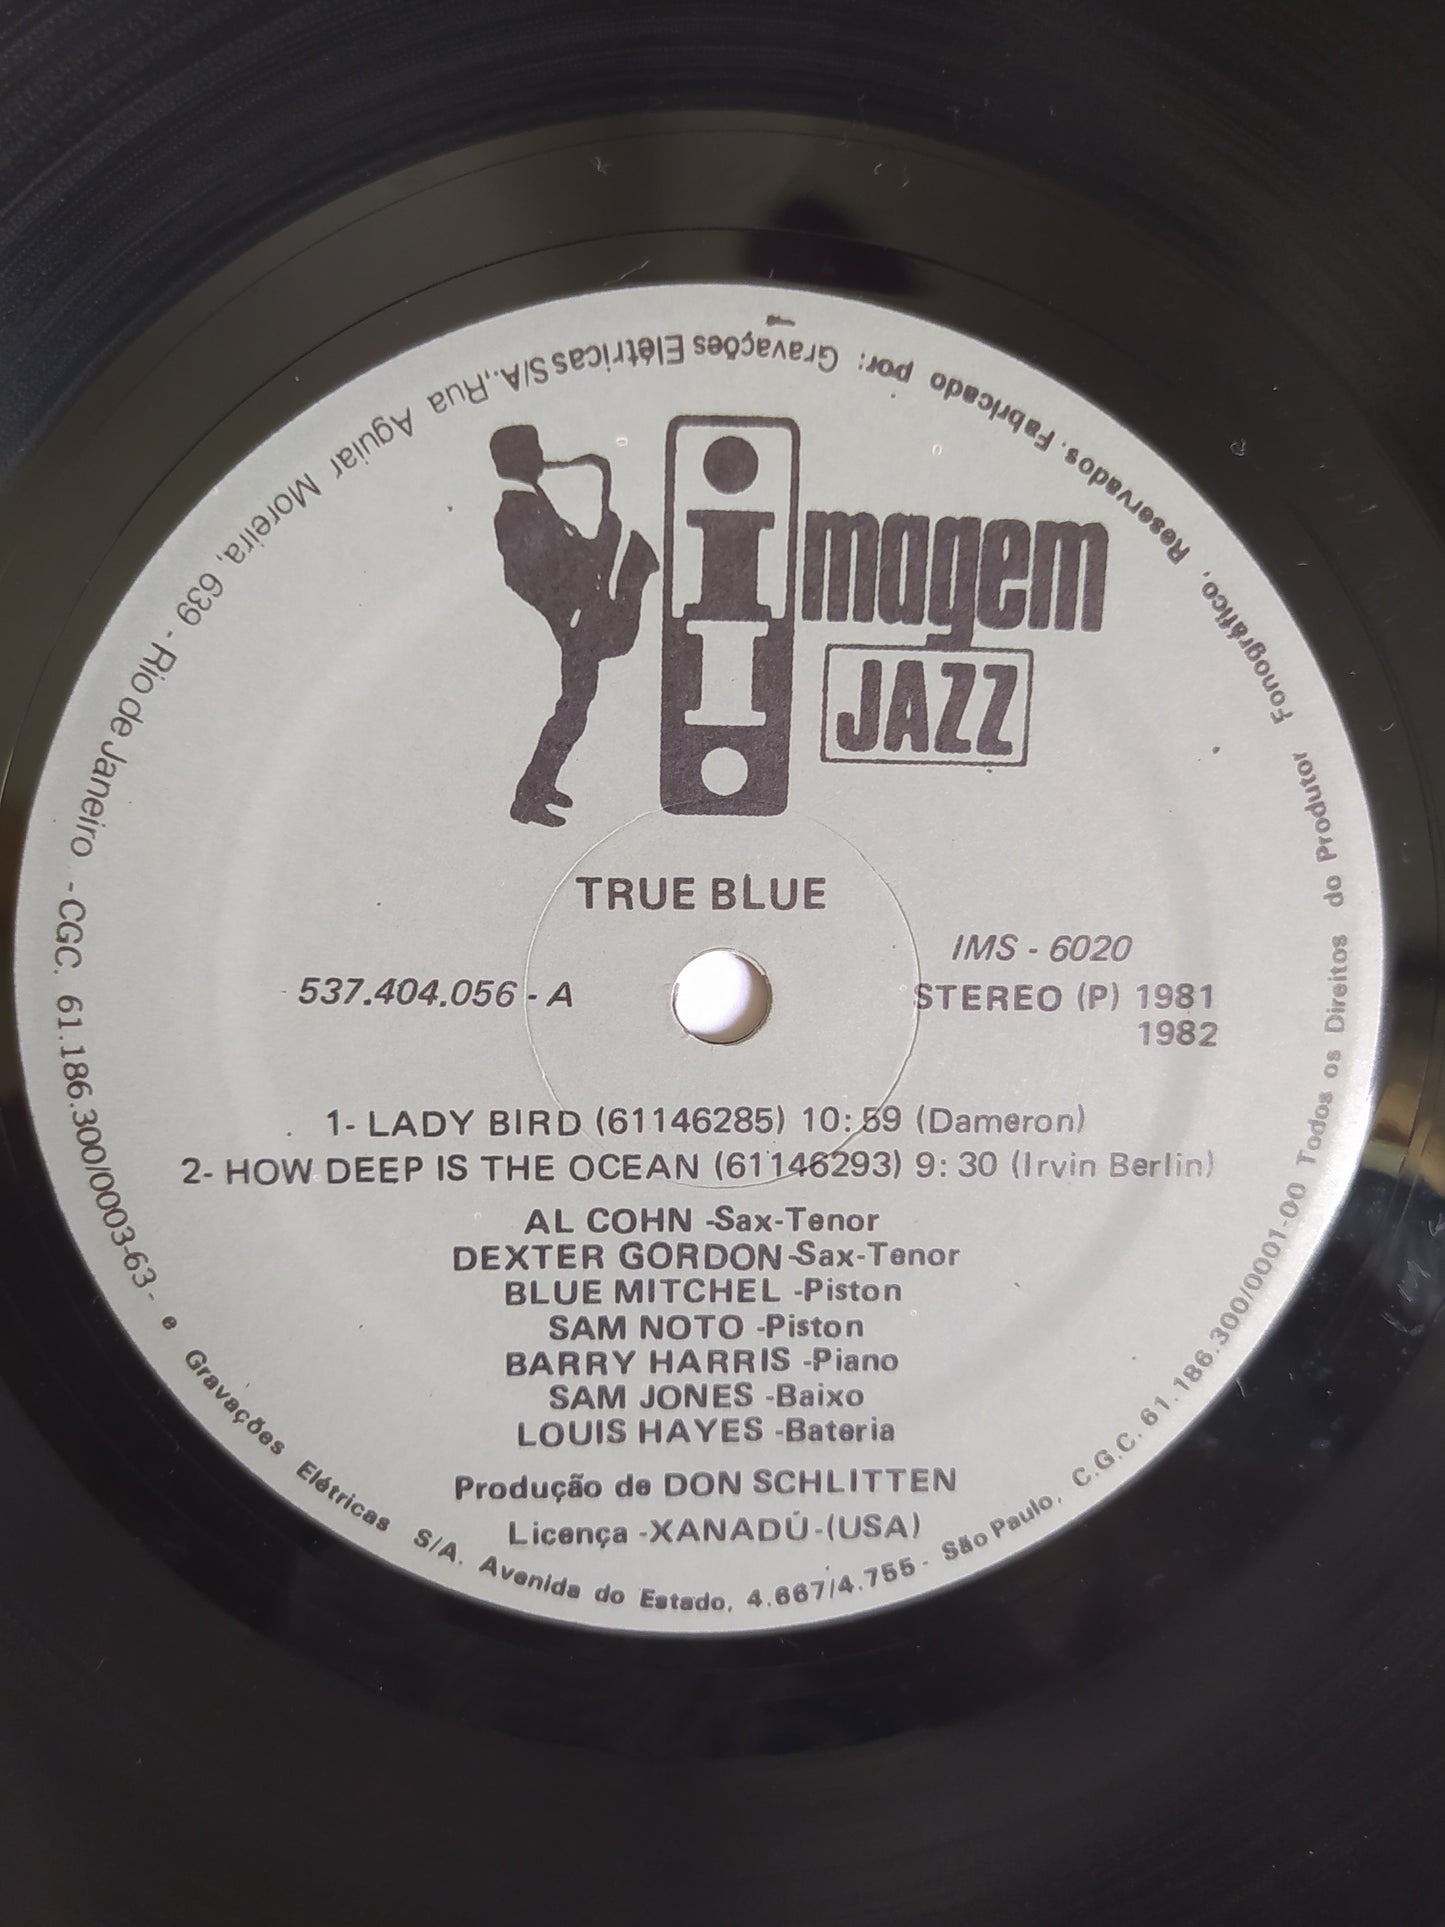 imagem
JAZZ
TRUE BLUE
IMS - 6020
537.404.056 - A
STEREO (P) 1981
1982
1- LADY BIRD (61146285) 10:59 (Dameron)
2- HOW DEEP IS THE OCEAN (61146293) 9:30 (Irvin Berlin)
AL COHN -Sax-Tenor
DEXTER GORDON-Sax-Tenor
BLUE MITCHEL -Piston
SAM NOTO -Piston
BARRY HARRIS -Piano
SAM JONES -Baixo
LOUIS HAYES -Bateria
Produção de DON SCHLITTEN
Licença -XANADÚ-(USA)
Todos os Direitos do Produtor Fonográfico, Reservados. Fabricado por: Gravações Elétricas S/A., Rua Aguiar Moreira, 639 - Rio de Janeiro -CGC. 61.186.300/0003-63 - e Gravações Elétricas S/A. Avenida do Estado, 4.667/4.755 - São Paulo, C.G.C. 61.186.300/0001-00